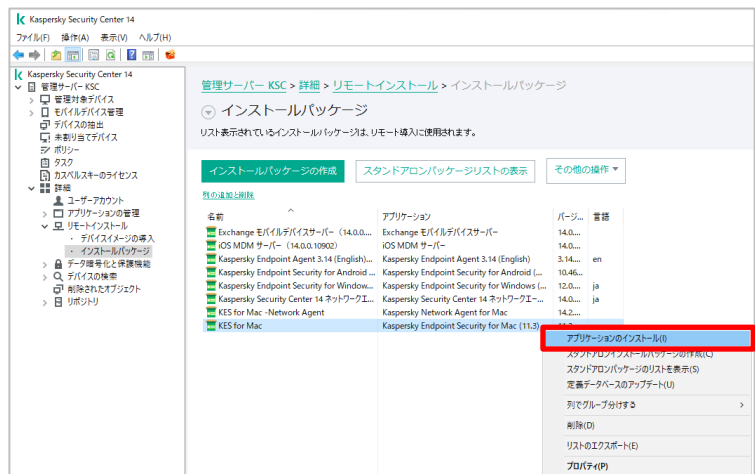 Kaspersky Security Center 14
ファイル(F) 操作(A) 表示(V) ヘルプ(H)
Kaspersky Security Center 14
管理サーバー KSC
管理対象デバイス
モバイルデバイス管理
デバイスの抽出
未割り当てデバイス
ポリシー
タスク
カスペルスキーのライセンス
詳細
ユーザーアカウント
アプリケーションの管理
リモートインストール
・ デバイスイメージの導入
・ インストールパッケージ
データ暗号化と保護機能
デバイスの検索
削除されたオブジェクト
リポジトリ
管理サーバー KSC > 詳細 > リモートインストール > インストールパッケージ
インストールパッケージ
リスト表示されているインストールパッケージは、リモート導入に使用されます。
インストールパッケージの作成 スタンドアロンパッケージリストの表示 その他の操作 ▼
列の追加と削除
名前 アプリケーション バージ... 言語
Exchange モバイルデバイスサーバー (14.0.0.... Exchange モバイルデバイスサーバー 14.0....
iOS MDM サーバー (14.0.0.10902) iOS MDM サーバー 14.0....
Kaspersky Endpoint Agent 3.14 (English)... Kaspersky Endpoint Agent 3.14 (English) 3.14.... en
Kaspersky Endpoint Security for Android ... Kaspersky Endpoint Security for Android (... 10.46...
Kaspersky Endpoint Security for Window... Kaspersky Endpoint Security for Windows (... 12.0.... ja
Kaspersky Security Center 14 ネットワークエ... Kaspersky Security Center 14 ネットワークエー... 14.0.... ja
KES for Mac -Network Agent Kaspersky Network Agent for Mac 14.2....
KES for Mac Kaspersky Endpoint Security for Mac (11.3)
アプリケーションのインストール(I)
スタンドアロンインストールパッケージの作成(C)
スタンドアロンパッケージのリストを表示(S)
定義データベースのアップデート(U)
列でグループ分けする >
削除(D)
リストのエクスポート(E)
プロパティ(P)